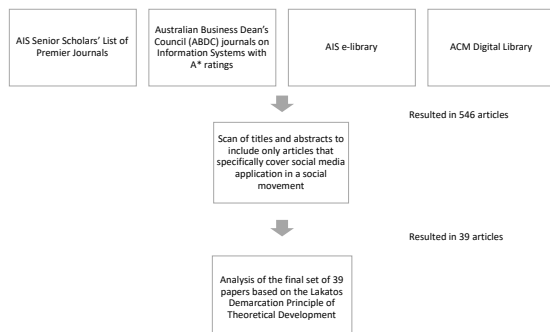 AIS Senior Scholars' List of
Premier Journals
Australian Business Dean's
Council (ABDC) journals on
Information Systems with
A* ratings
AIS e-library
ACM Digital Library
Resulted in 546 articles
Scan of titles and abstracts to
include only articles that
specifically cover social media
application in a social
movement
Resulted in 39 articles
Analysis of the final set of 39
papers based on the Lakatos
Demarcation Principle of
Theoretical Development